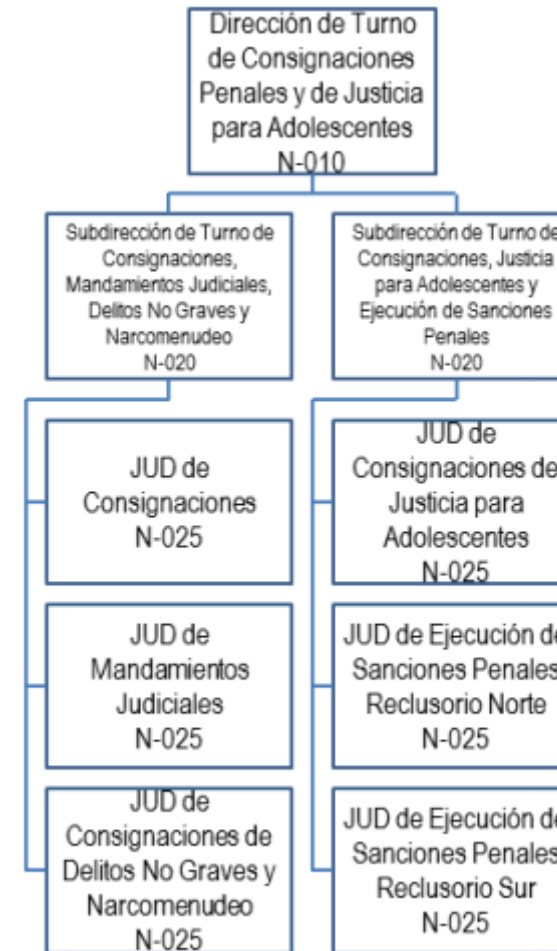 Dirección de Turno
de Consignaciones
Penales y de Justicia
para Adolescentes
N-010
Subdirección de Turno de
Consignaciones,
Mandamientos Judiciales,
Delitos No Graves y
Narcomenudeo
N-020
Subdirección de Turno de
Consignaciones, Justicia
para Adolescentes y
Ejecución de Sanciones
Penales
N-020
JUD de
Consignaciones
N-025
JUD de
Mandamientos
Judiciales
N-025
JUD de
Consignaciones de
Delitos No Graves y
Narcomenudeo
N-025
JUD de
Consignaciones de
Justicia para
Adolescentes
N-025
JUD de Ejecución de
Sanciones Penales
Reclusorio Norte
N-025
JUD de Ejecución de
Sanciones Penales
Reclusorio Sur
N-025